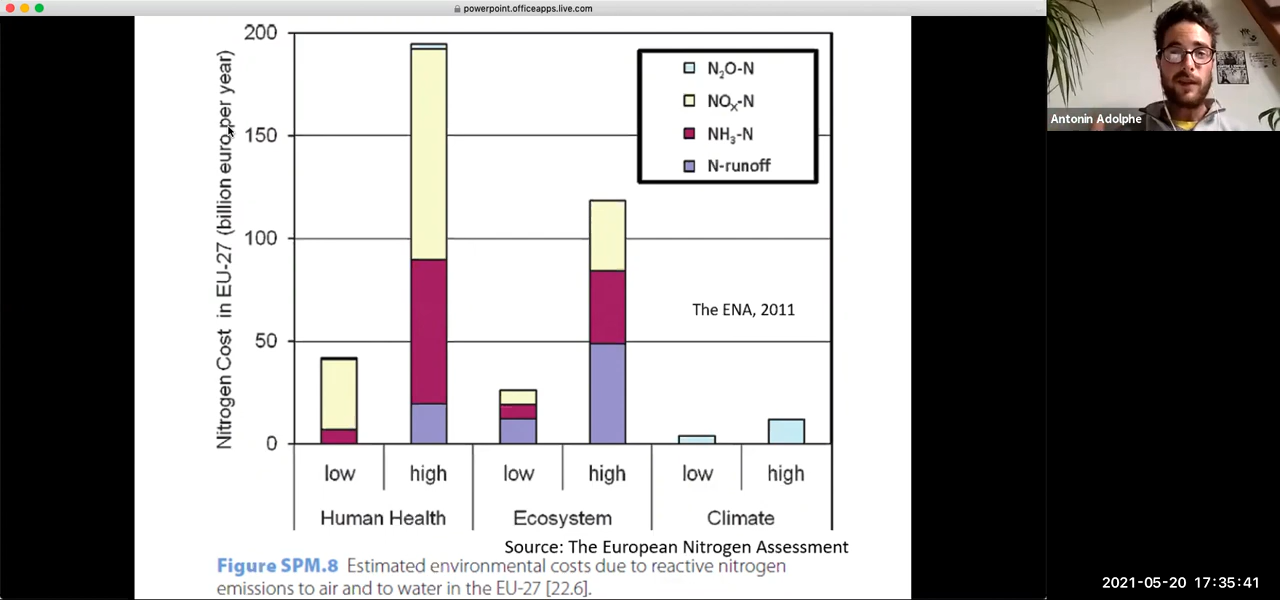 powerpoint.officeapps.live.com
Antonin Adolphe
Nitrogen Cost in EU-27 (billion euro per year)
200
150
100
50
0
N₂O-N
NOₓ-N
NH₃-N
N-runoff
The ENA, 2011
low
high
low
high
low
high
Human Health
Ecosystem
Climate
Source: The European Nitrogen Assessment
Figure SPM.8 Estimated environmental costs due to reactive nitrogen
emissions to air and to water in the EU-27 [22.6].
2021-05-20 17:35:41